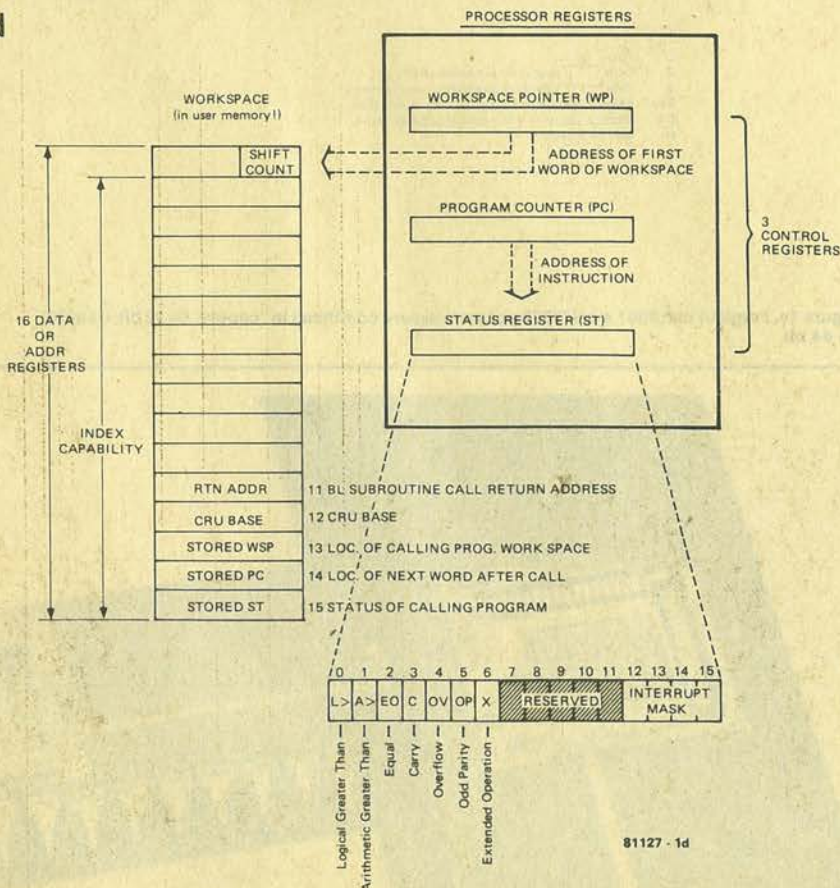 PROCESSOR REGISTERS
WORKSPACE
(in user memory!!)
WORKSPACE POINTER (WP)
SHIFT
COUNT
ADDRESS OF FIRST
WORD OF WORKSPACE
PROGRAM COUNTER (PC)
3
CONTROL
REGISTERS
ADDRESS OF
INSTRUCTION
STATUS REGISTER (ST)
16 DATA
OR
ADDR
REGISTERS
INDEX
CAPABILITY
RTN ADDR
11 BL SUBROUTINE CALL RETURN ADDRESS
CRU BASE
12 CRU BASE
STORED WSP
13 LOC. OF CALLING PROG. WORK SPACE
STORED PC
14 LOC. OF NEXT WORD AFTER CALL
STORED ST
15 STATUS OF CALLING PROGRAM
0 1 2 3 4 5 6 7 8 9 10 11 12 13 14 15
L> A> EQ C OV OP X RESERVED INTERRUPT
MASK
Logical Greater Than
Arithmetic Greater Than
Equal
Carry
Overflow
Odd Parity
Extended Operation
81127 - 1d